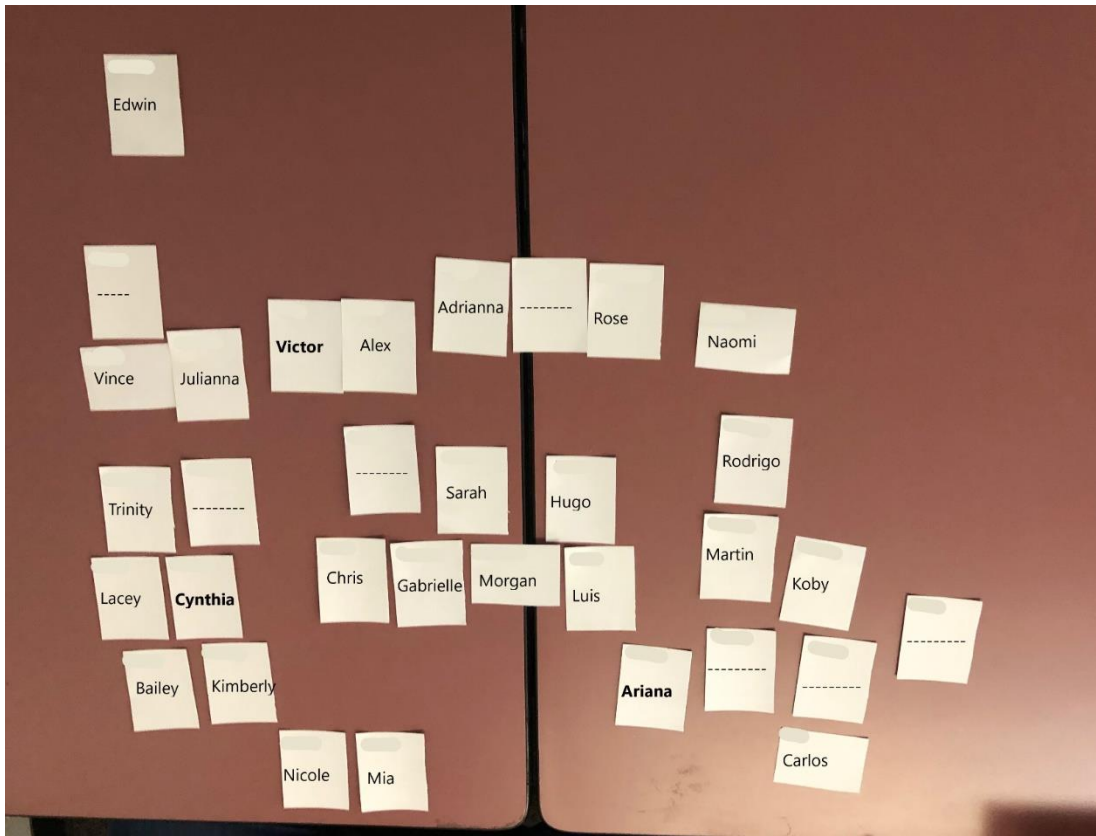 Edwin
-----
Adrianna
--------
Rose
Victor
Alex
Naomi
Vince
Julianna
--------
Sarah
Hugo
Rodrigo
Trinity
--------
Martin
Koby
Chris
Gabrielle
Morgan
Luis
Lacey
Cynthia
---------
Bailey
Kimberly
Ariana
---------
---------
Nicole
Mia
Carlos